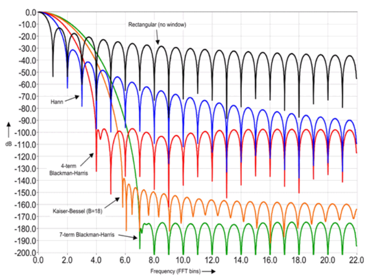 0.0
-10.0
-20.0
-30.0
-40.0
-50.0
-60.0
-70.0
-80.0
-90.0
-100.0
-110.0
-120.0
-130.0
-140.0
-150.0
-160.0
-170.0
-180.0
-190.0
-200.0
dB
Rectangular (no window)
Hann
4-term
Blackman-Harris
Kaiser-Bessel (B=18)
7-term Blackman-Harris
0.0 2.0 4.0 6.0 8.0 10.0 12.0 14.0 16.0 18.0 20.0 22.0
Frequency (FFT bins)